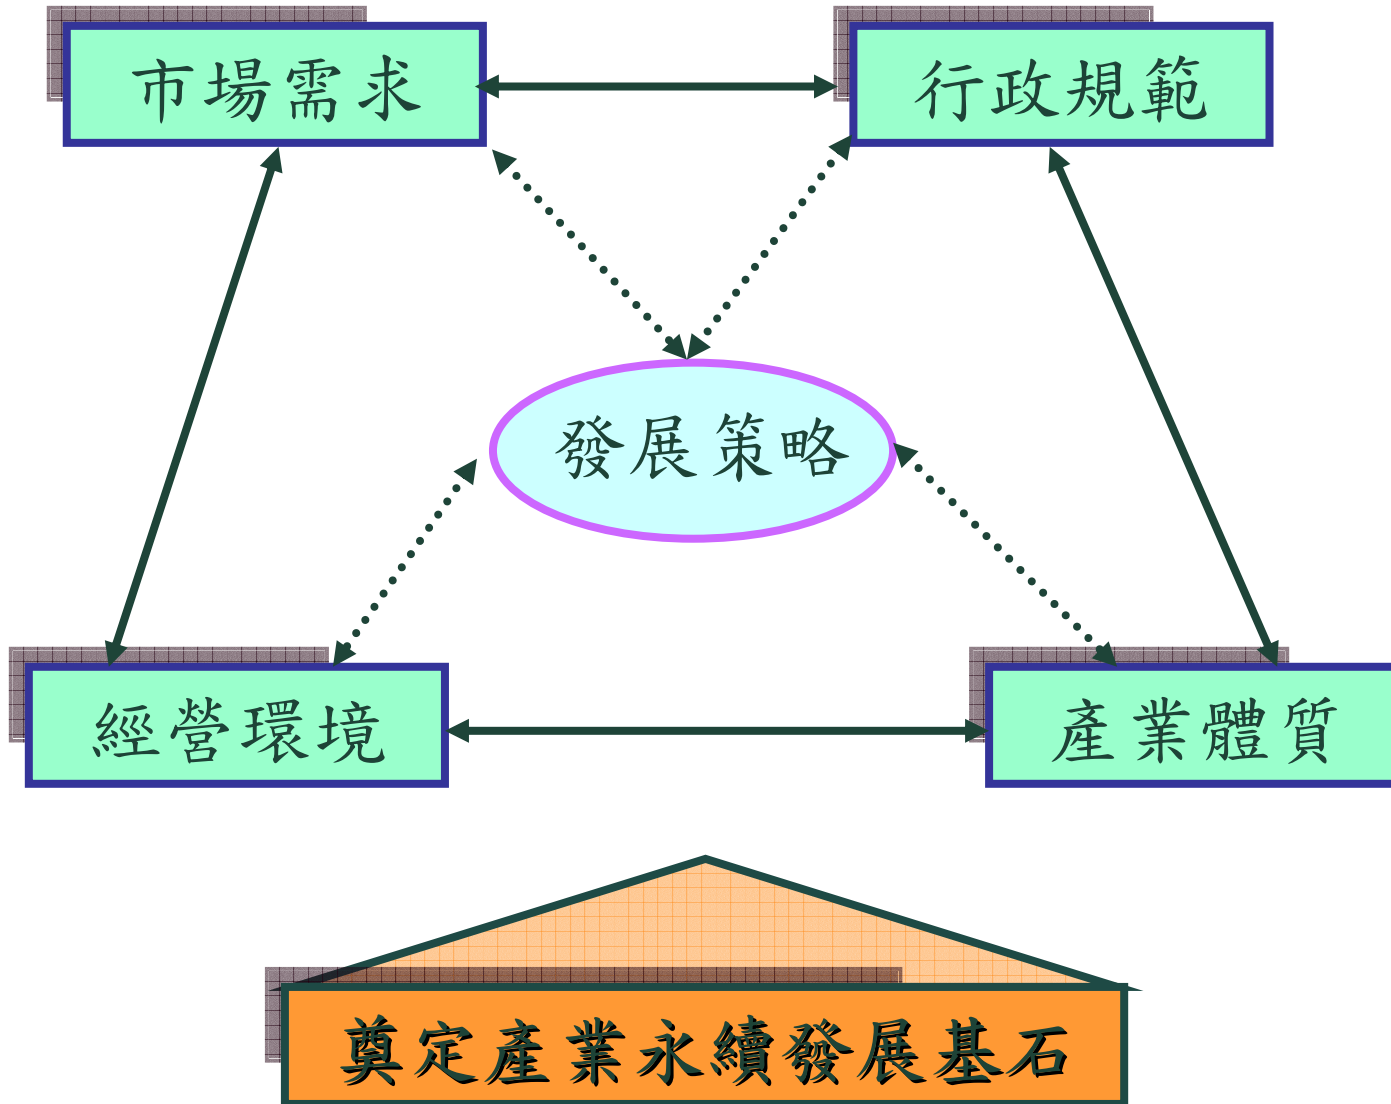 市場需求
行政規範
發展策略
經營環境
產業體質
奠定產業永續發展基石